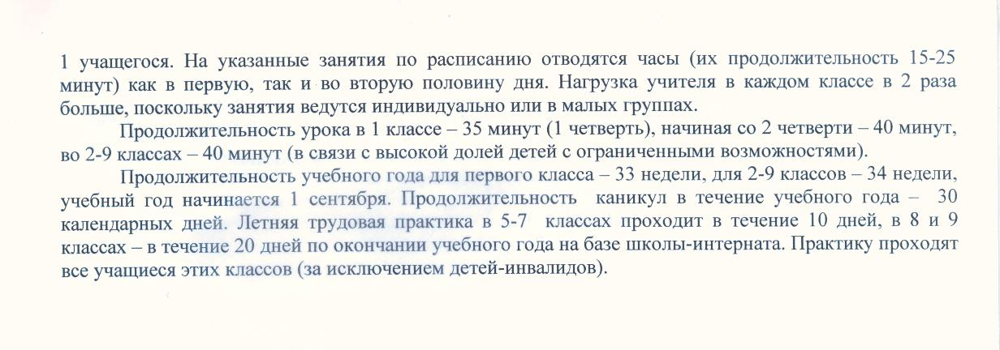 1 учащегося. На указанные занятия по расписанию отводятся часы (их продолжительность 15-25
минут) как в первую, так и во вторую половину дня. Нагрузка учителя в каждом классе в 2 раза
больше, поскольку занятия ведутся индивидуально или в малых группах.
Продолжительность урока в 1 классе – 35 минут (1 четверть), начиная со 2 четверти – 40 минут,
во 2-9 классах – 40 минут (в связи с высокой долей детей с ограниченными возможностями).
Продолжительность учебного года для первого класса – 33 недели, для 2-9 классов – 34 недели,
учебный год начинается 1 сентября. Продолжительность каникул в течение учебного года – 30
календарных дней. Летняя трудовая практика в 5-7 классах проходит в течение 10 дней, в 8 и 9
классах – в течение 20 дней по окончании учебного года на базе школы-интерната. Практику проходят
все учащиеся этих классов (за исключением детей-инвалидов).